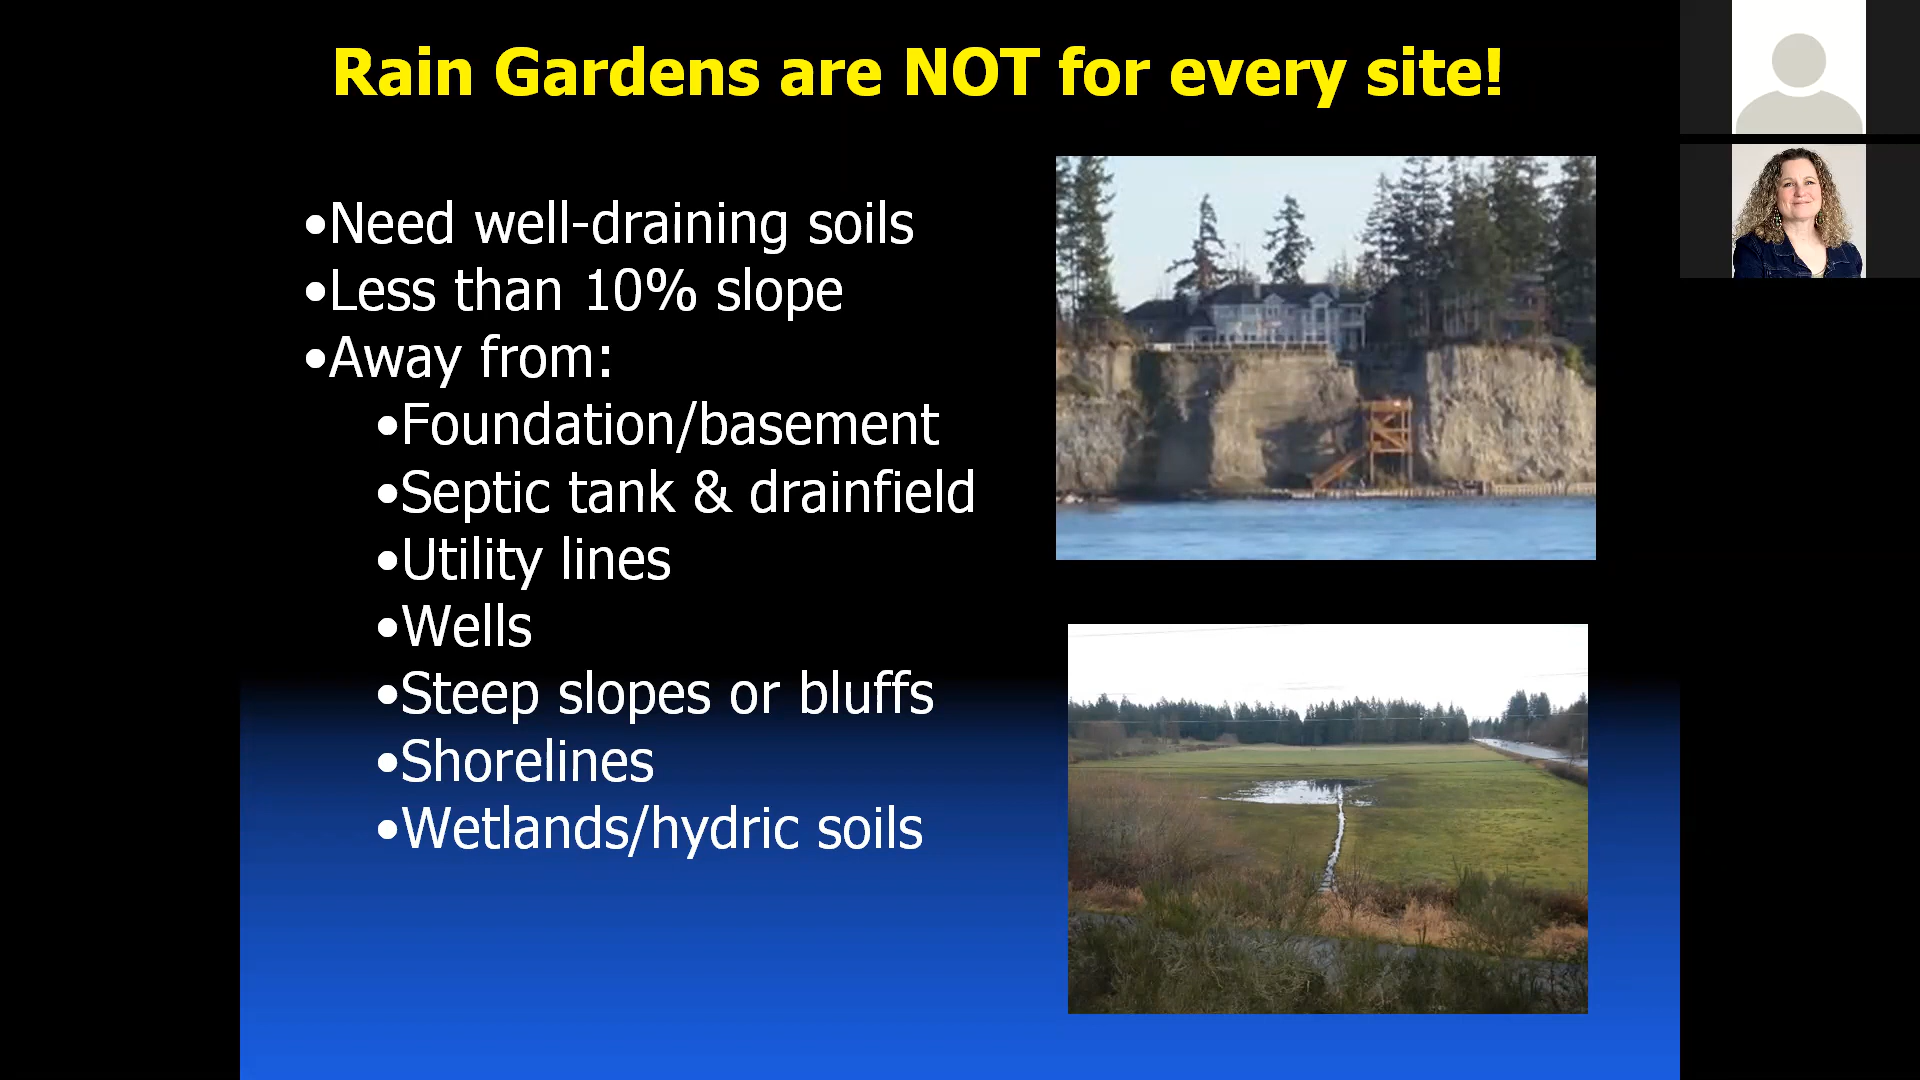 Rain Gardens are NOT for every site!
•Need well-draining soils
•Less than 10% slope
•Away from:
•Foundation/basement
•Septic tank & drainfield
•Utility lines
•Wells
•Steep slopes or bluffs
•Shorelines
•Wetlands/hydric soils